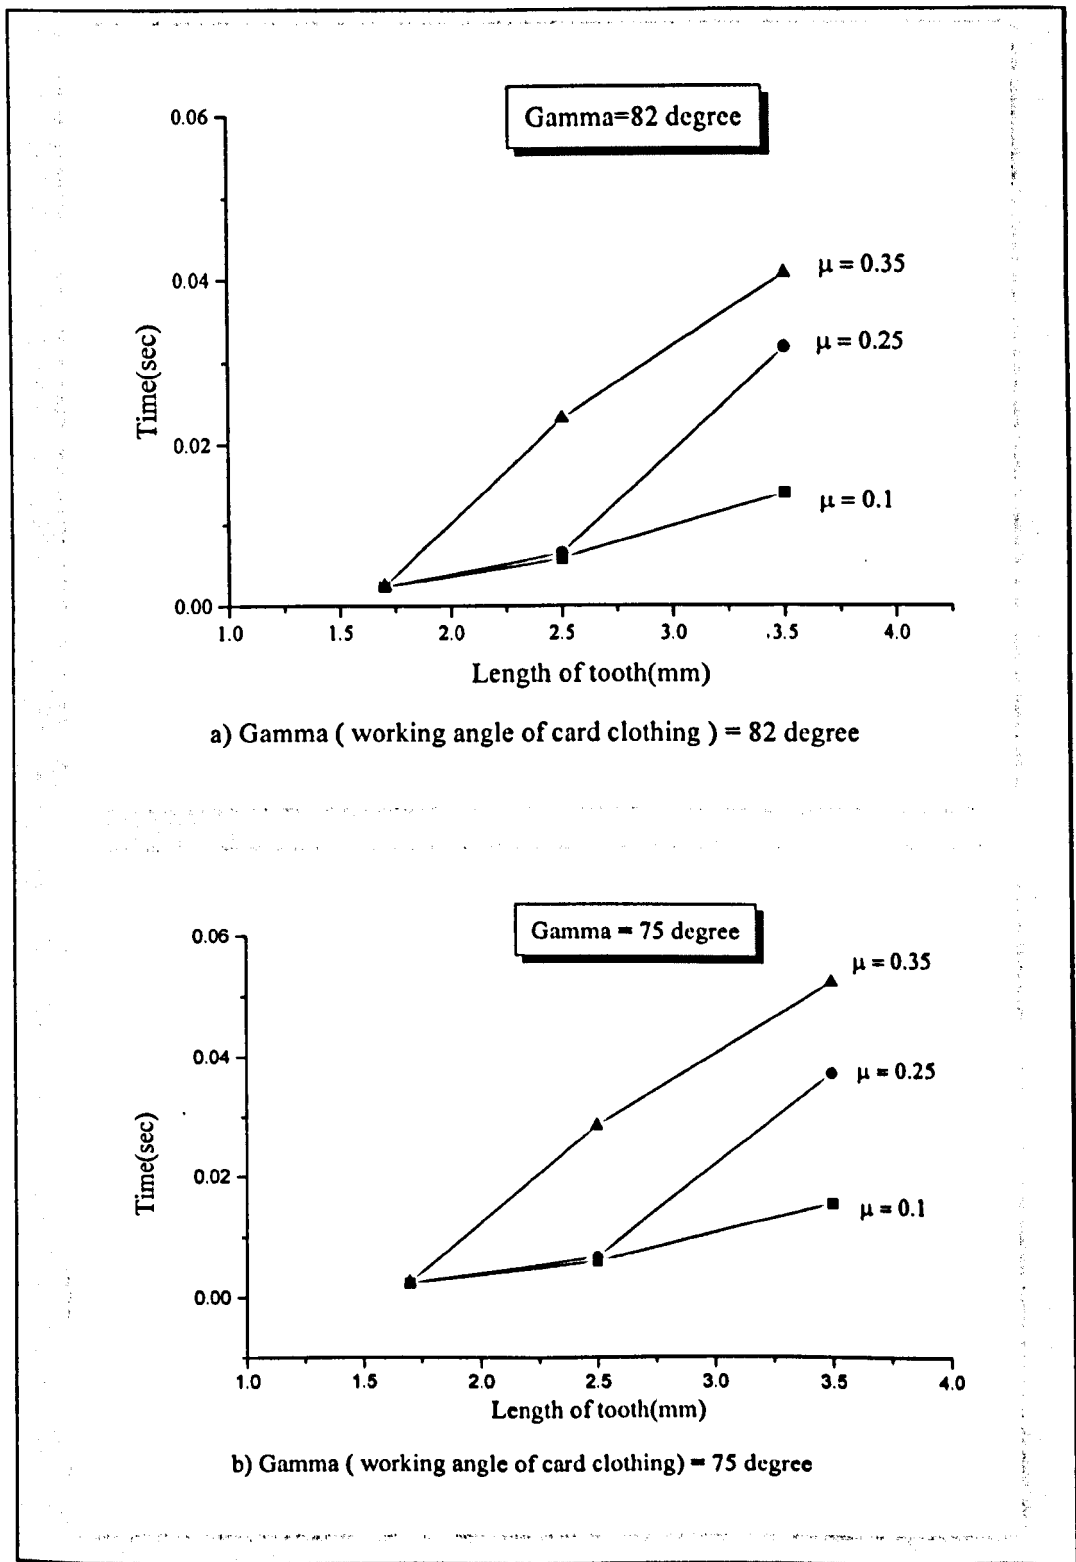 Gamma=82 degree
0.06
0.04
0.02
0.00
Time(sec)
μ = 0.35
μ = 0.25
μ = 0.1
1.0 1.5 2.0 2.5 3.0 3.5 4.0
Length of tooth(mm)
a) Gamma ( working angle of card clothing ) = 82 degree
Gamma = 75 degree
0.06
0.04
0.02
0.00
Time(sec)
μ = 0.35
μ = 0.25
μ = 0.1
1.0 1.5 2.0 2.5 3.0 3.5 4.0
Length of tooth(mm)
b) Gamma ( working angle of card clothing) = 75 degree